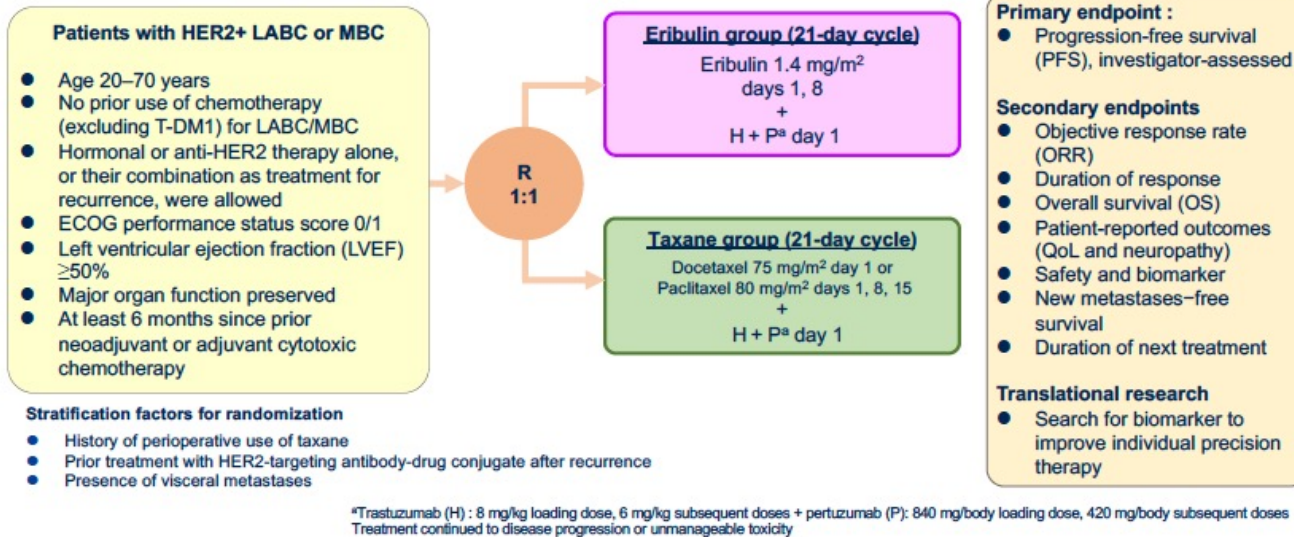 Patients with HER2+ LABC or MBC
● Age 20–70 years
● No prior use of chemotherapy
(excluding T-DM1) for LABC/MBC
● Hormonal or anti-HER2 therapy alone,
or their combination as treatment for
recurrence, were allowed
● ECOG performance status score 0/1
● Left ventricular ejection fraction (LVEF)
≥50%
● Major organ function preserved
● At least 6 months since prior
neoadjuvant or adjuvant cytotoxic
chemotherapy
R
1:1
Eribulin group (21-day cycle)
Eribulin 1.4 mg/m²
days 1, 8
+
H + Pᵃ day 1
Taxane group (21-day cycle)
Docetaxel 75 mg/m² day 1 or
Paclitaxel 80 mg/m² days 1, 8, 15
+
H + Pᵃ day 1
Primary endpoint :
● Progression-free survival
(PFS), investigator-assessed
Secondary endpoints
● Objective response rate
(ORR)
● Duration of response
● Overall survival (OS)
● Patient-reported outcomes
(QoL and neuropathy)
● Safety and biomarker
● New metastases−free
survival
● Duration of next treatment
Translational research
● Search for biomarker to
improve individual precision
therapy
Stratification factors for randomization
● History of perioperative use of taxane
● Prior treatment with HER2-targeting antibody-drug conjugate after recurrence
● Presence of visceral metastases
ᵃTrastuzumab (H) : 8 mg/kg loading dose, 6 mg/kg subsequent doses + pertuzumab (P): 840 mg/body loading dose, 420 mg/body subsequent doses
Treatment continued to disease progression or unmanageable toxicity